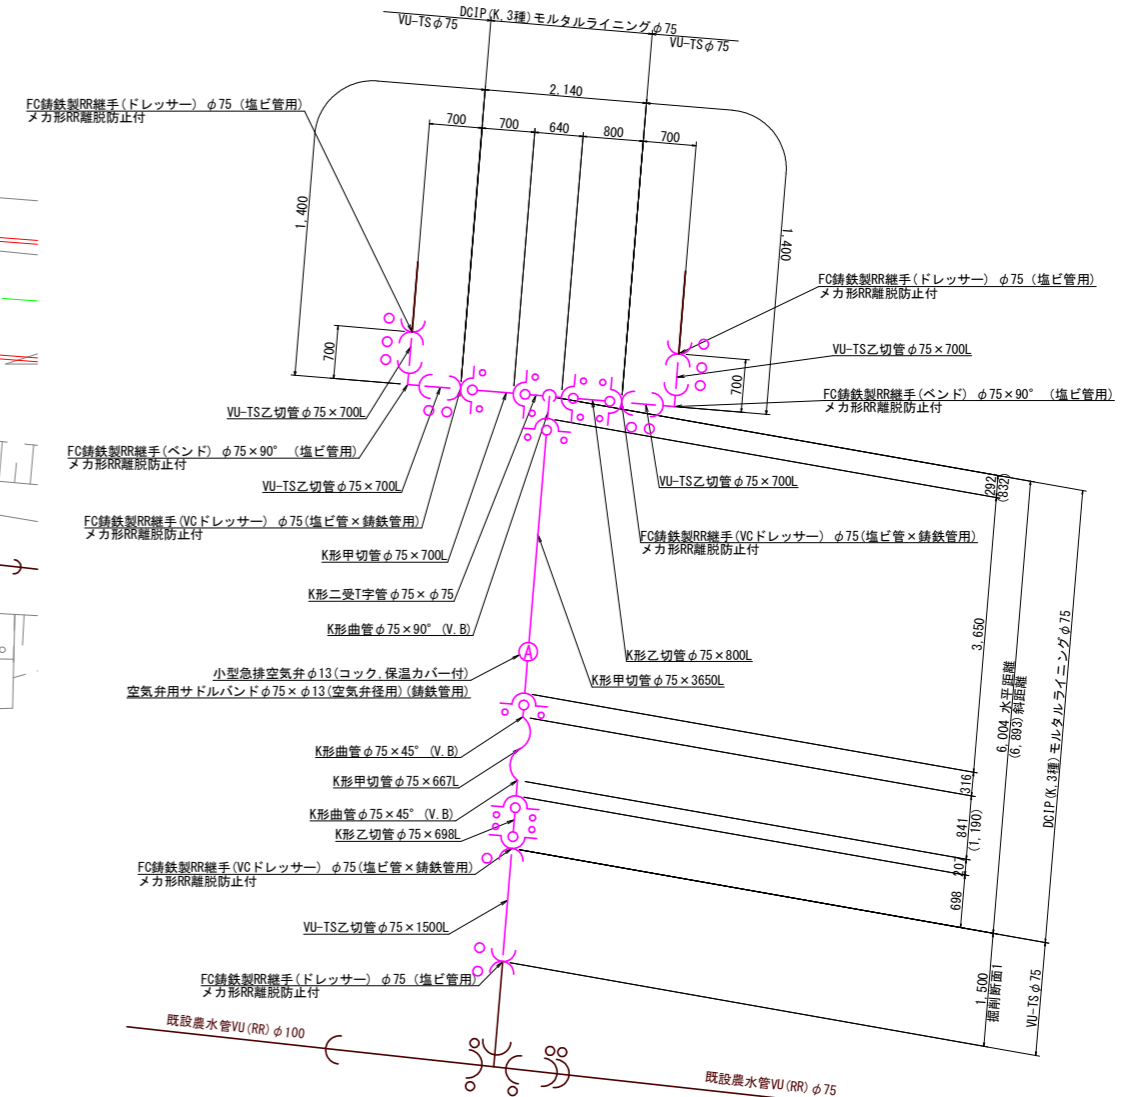 DCIP(K,3種)モルタルライニングφ75
VU-TSφ75
VU-TSφ75
2,140
FC鋳鉄製RR継手(ドレッサー) φ75 (塩ビ管用)
メカ形RR離脱防止付
700
700
640
800
700
1,400
1,400
FC鋳鉄製RR継手(ドレッサー) φ75 (塩ビ管用)
メカ形RR離脱防止付
700
VU-TS乙切管φ75×700L
700
FC鋳鉄製RR継手(ベンド) φ75×90° (塩ビ管用)
メカ形RR離脱防止付
VU-TS乙切管φ75×700L
FC鋳鉄製RR継手(ベンド) φ75×90° (塩ビ管用)
メカ形RR離脱防止付
VU-TS乙切管φ75×700L
VU-TS乙切管φ75×700L
292
(832)
FC鋳鉄製RR継手(VCドレッサー) φ75(塩ビ管×鋳鉄管用)
メカ形RR離脱防止付
FC鋳鉄製RR継手(VCドレッサー) φ75(塩ビ管×鋳鉄管用)
メカ形RR離脱防止付
K形甲切管φ75×700L
K形二受T字管φ75×φ75
K形曲管φ75×90° (V.B)
3,650
K形乙切管φ75×800L
小型急排空気弁φ13(コック,保温カバー付)
K形甲切管φ75×3650L
空気弁用サドルバンドφ75×φ13(空気弁径用)(鋳鉄管用)
A
6,004 水平距離
(6,893)斜距離
DCIP(K,3種)モルタルライニングφ75
K形曲管φ75×45° (V.B)
K形甲切管φ75×667L
316
K形曲管φ75×45° (V.B)
841
(1,190)
K形乙切管φ75×698L
207
FC鋳鉄製RR継手(VCドレッサー) φ75(塩ビ管×鋳鉄管用)
メカ形RR離脱防止付
698
VU-TS乙切管φ75×1500L
FC鋳鉄製RR継手(ドレッサー) φ75 (塩ビ管用)
メカ形RR離脱防止付
1,500
掘削断面1
VU-TSφ75
既設農水管VU(RR)φ100
既設農水管VU(RR)φ75